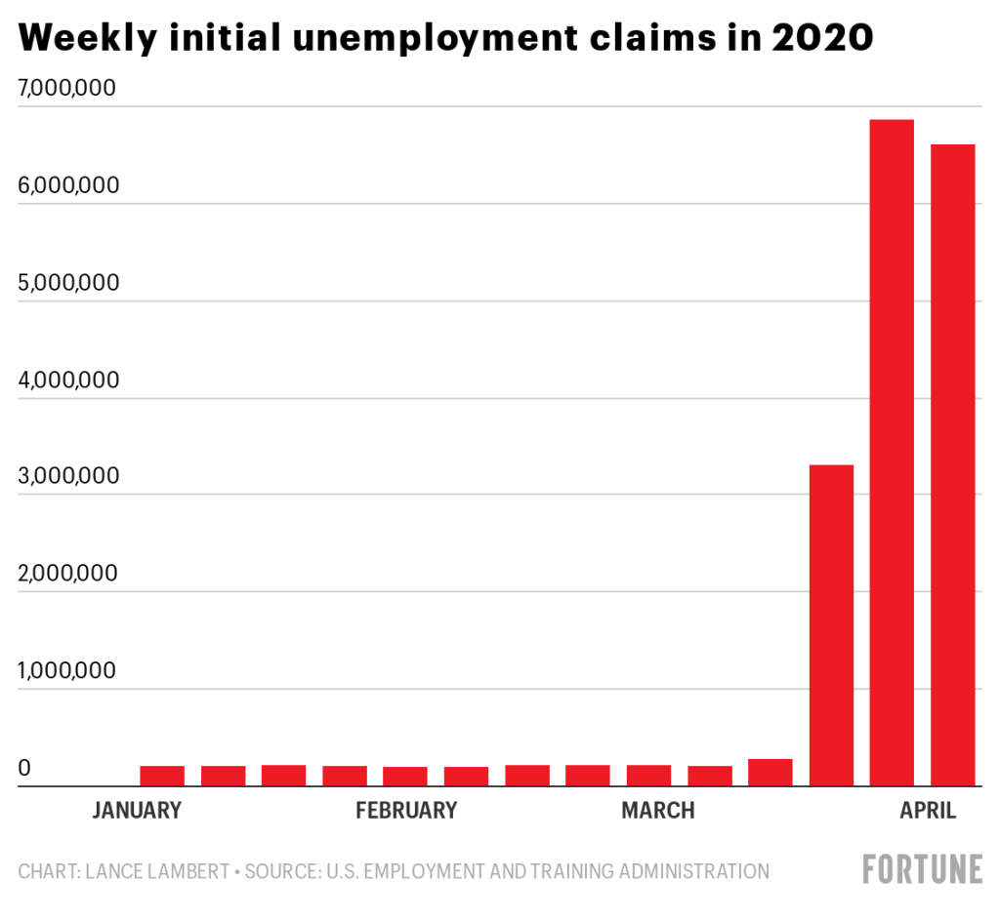 Weekly initial unemployment claims in 2020
7,000,000
6,000,000
5,000,000
4,000,000
3,000,000
2,000,000
1,000,000
0
JANUARY FEBRUARY MARCH APRIL
CHART: LANCE LAMBERT • SOURCE: U.S. EMPLOYMENT AND TRAINING ADMINISTRATION
FORTUNE